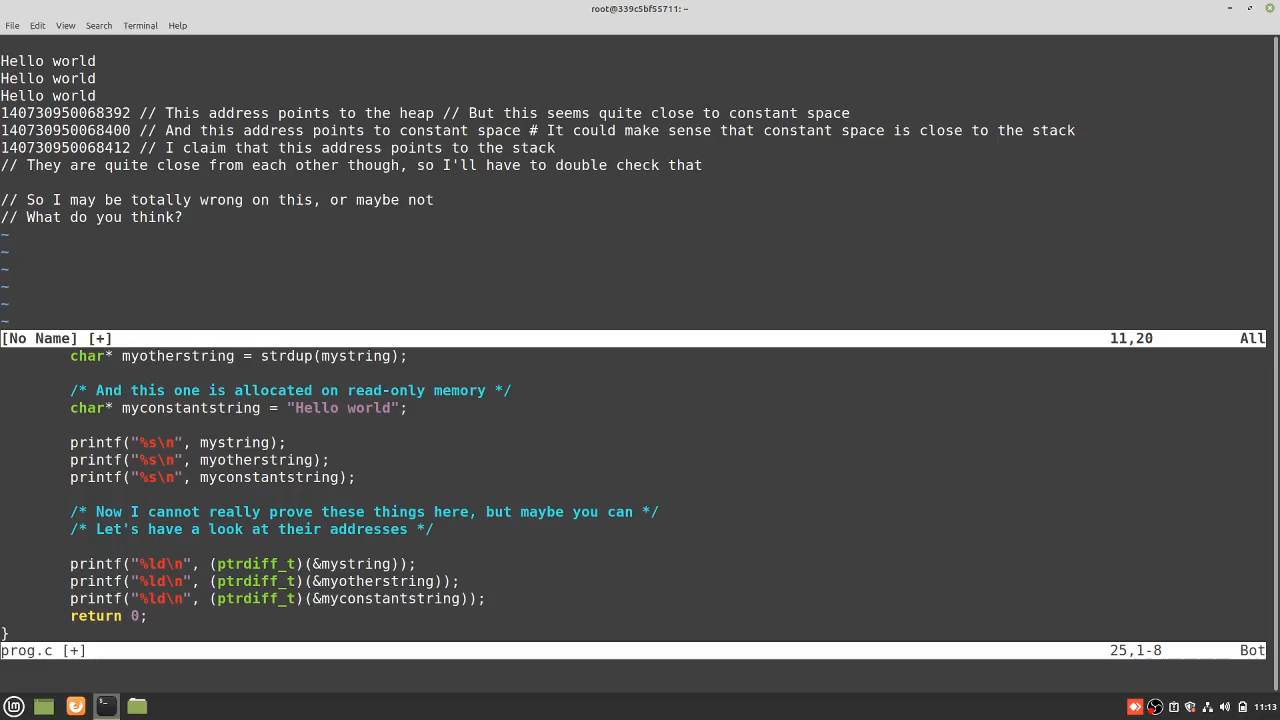 root@339c5bf55711: ~
File Edit View Search Terminal Help
Hello world
Hello world
Hello world
140730950068392 // This address points to the heap // But this seems quite close to constant space
140730950068400 // And this address points to constant space # It could make sense that constant space is close to the stack
140730950068412 // I claim that this address points to the stack
// They are quite close from each other though, so I'll have to double check that
// So I may be totally wrong on this, or maybe not
// What do you think?
~
~
~
~
~
~
[No Name] [+] 11,20 All
char* myotherstring = strdup(mystring);
/* And this one is allocated on read-only memory */
char* myconstantstring = "Hello world";
printf("%s\n", mystring);
printf("%s\n", myotherstring);
printf("%s\n", myconstantstring);
/* Now I cannot really prove these things here, but maybe you can */
/* Let's have a look at their addresses */
printf("%ld\n", (ptrdiff_t)(&mystring));
printf("%ld\n", (ptrdiff_t)(&myotherstring));
printf("%ld\n", (ptrdiff_t)(&myconstantstring));
return 0;
}
prog.c [+] 25,1-8 Bot
11:13